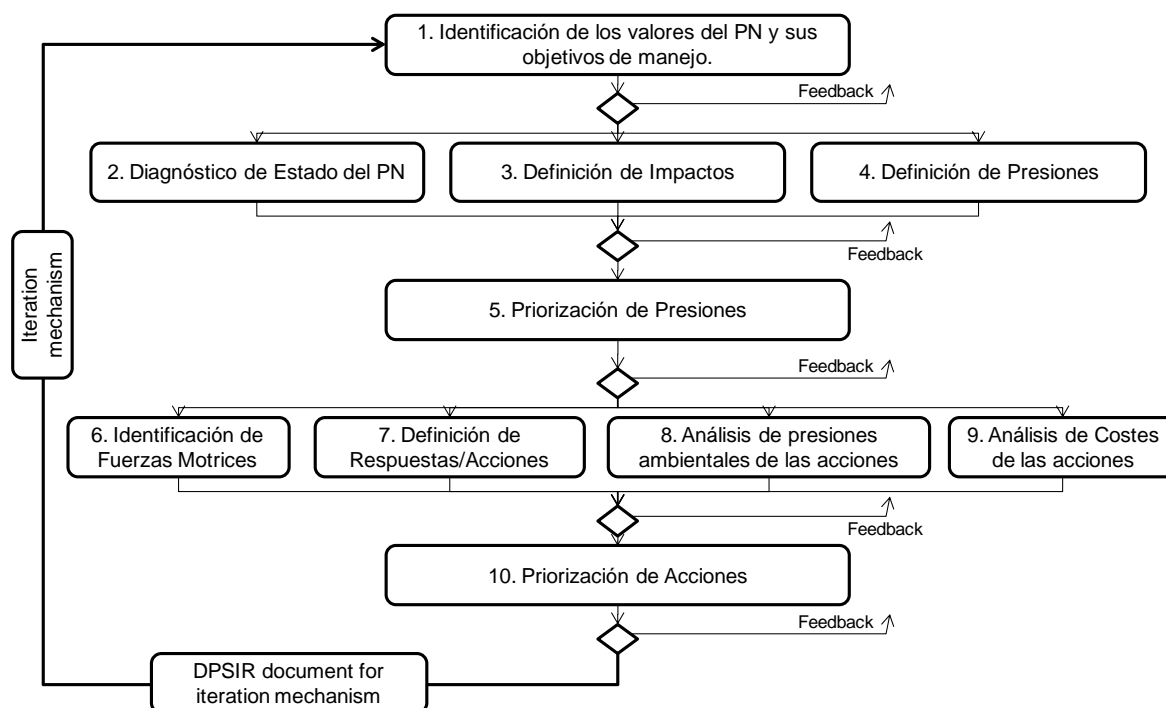 1. Identificación de los valores del PN y sus
objetivos de manejo.
Feedback
2. Diagnóstico de Estado del PN
3. Definición de Impactos
4. Definición de Presiones
Feedback
Iteration
mechanism
5. Priorización de Presiones
Feedback
6. Identificación de
Fuerzas Motrices
7. Definición de
Respuestas/Acciones
8. Análisis de presiones
ambientales de las acciones
9. Análisis de Costes
de las acciones
Feedback
10. Priorización de Acciones
Feedback
DPSIR document for
iteration mechanism